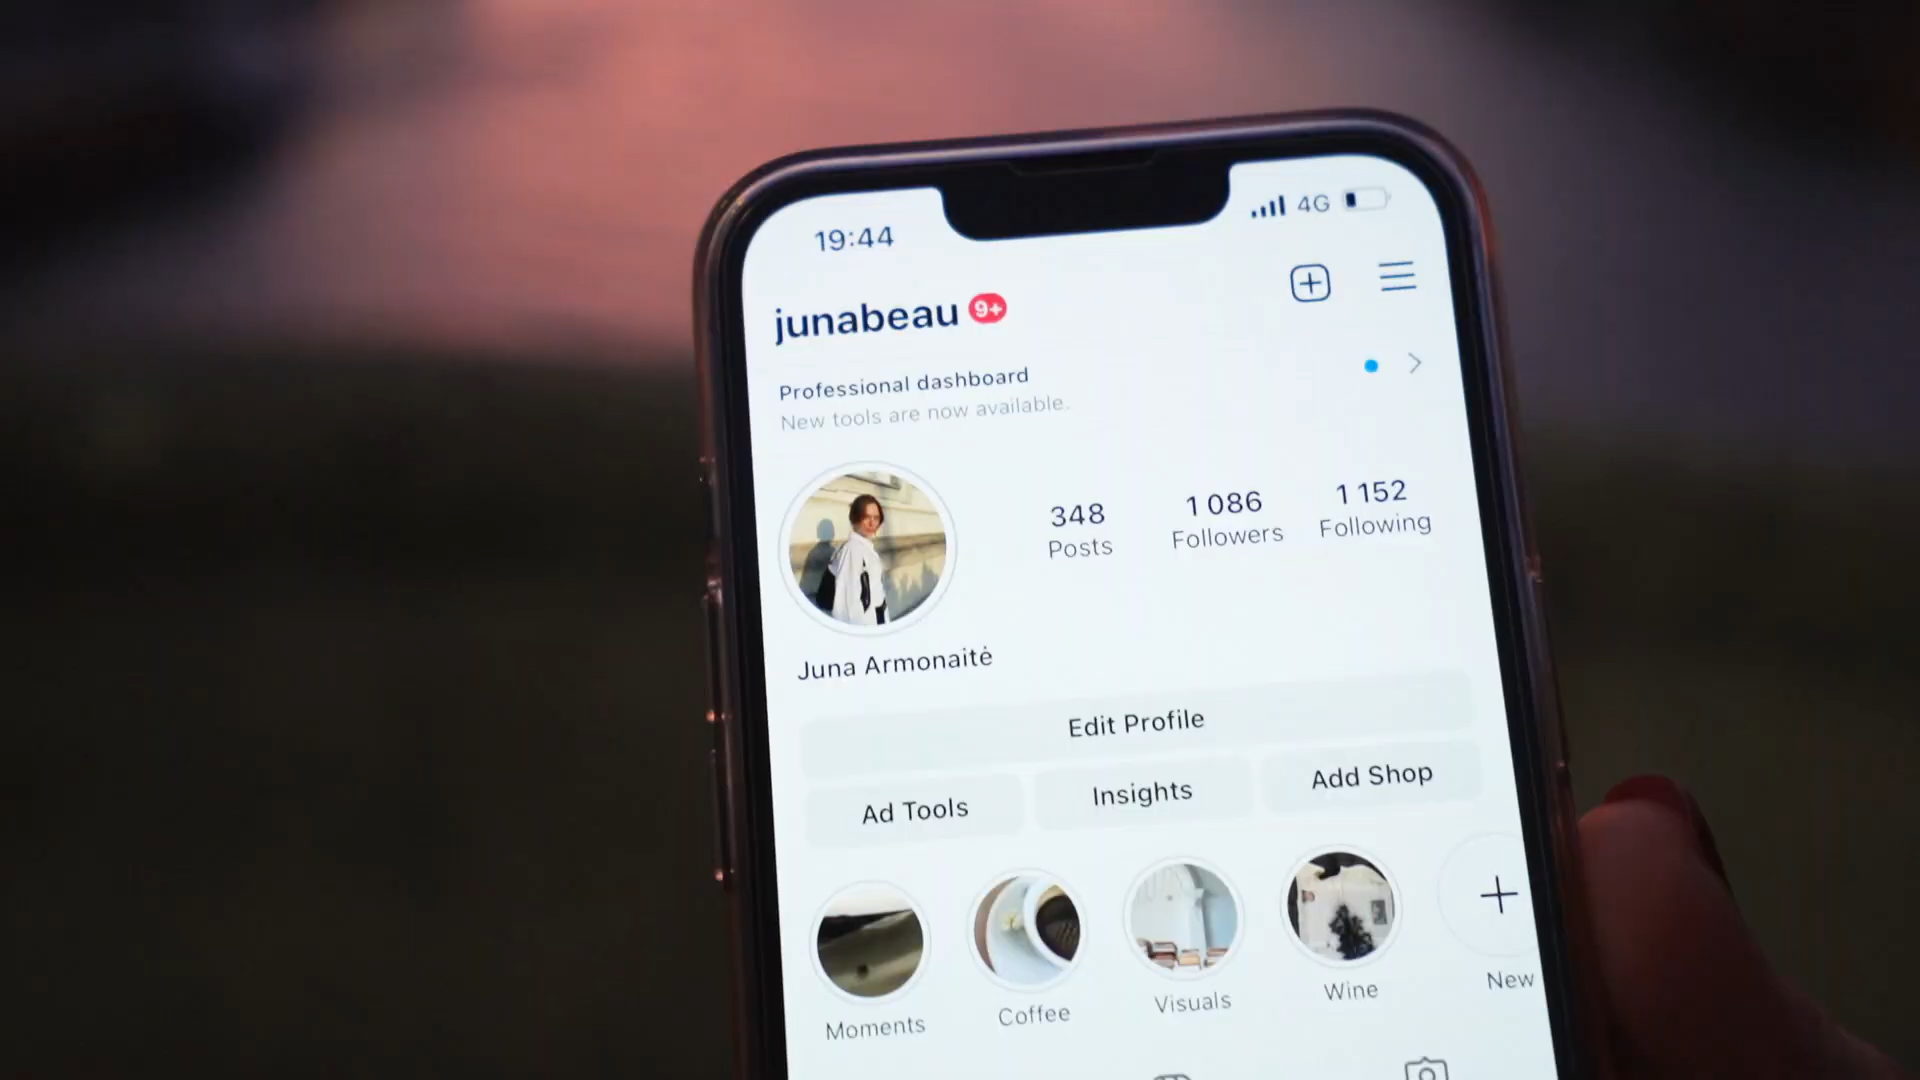 19:44 4G
junabeau 9+
Professional dashboard
New tools are now available.
348 1 086 1 152
Posts Followers Following
Juna Armonaitė
Edit Profile
Ad Tools Insights Add Shop
Moments Coffee Visuals Wine New